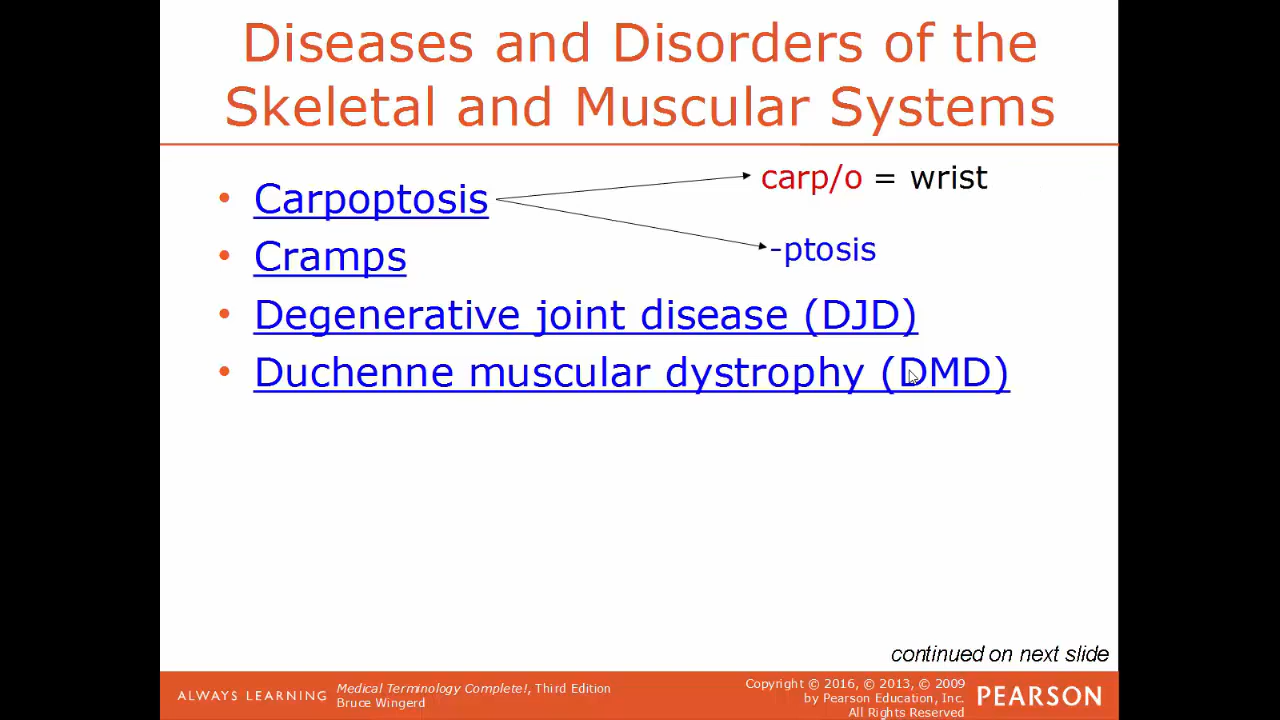 Diseases and Disorders of the
Skeletal and Muscular Systems
• Carpoptosis
carp/o = wrist
-ptosis
• Cramps
• Degenerative joint disease (DJD)
• Duchenne muscular dystrophy (DMD)
continued on next slide
ALWAYS LEARNING
Medical Terminology Complete!, Third Edition
Bruce Wingerd
Copyright © 2016, © 2013, © 2009
by Pearson Education, Inc.
All Rights Reserved
PEARSON